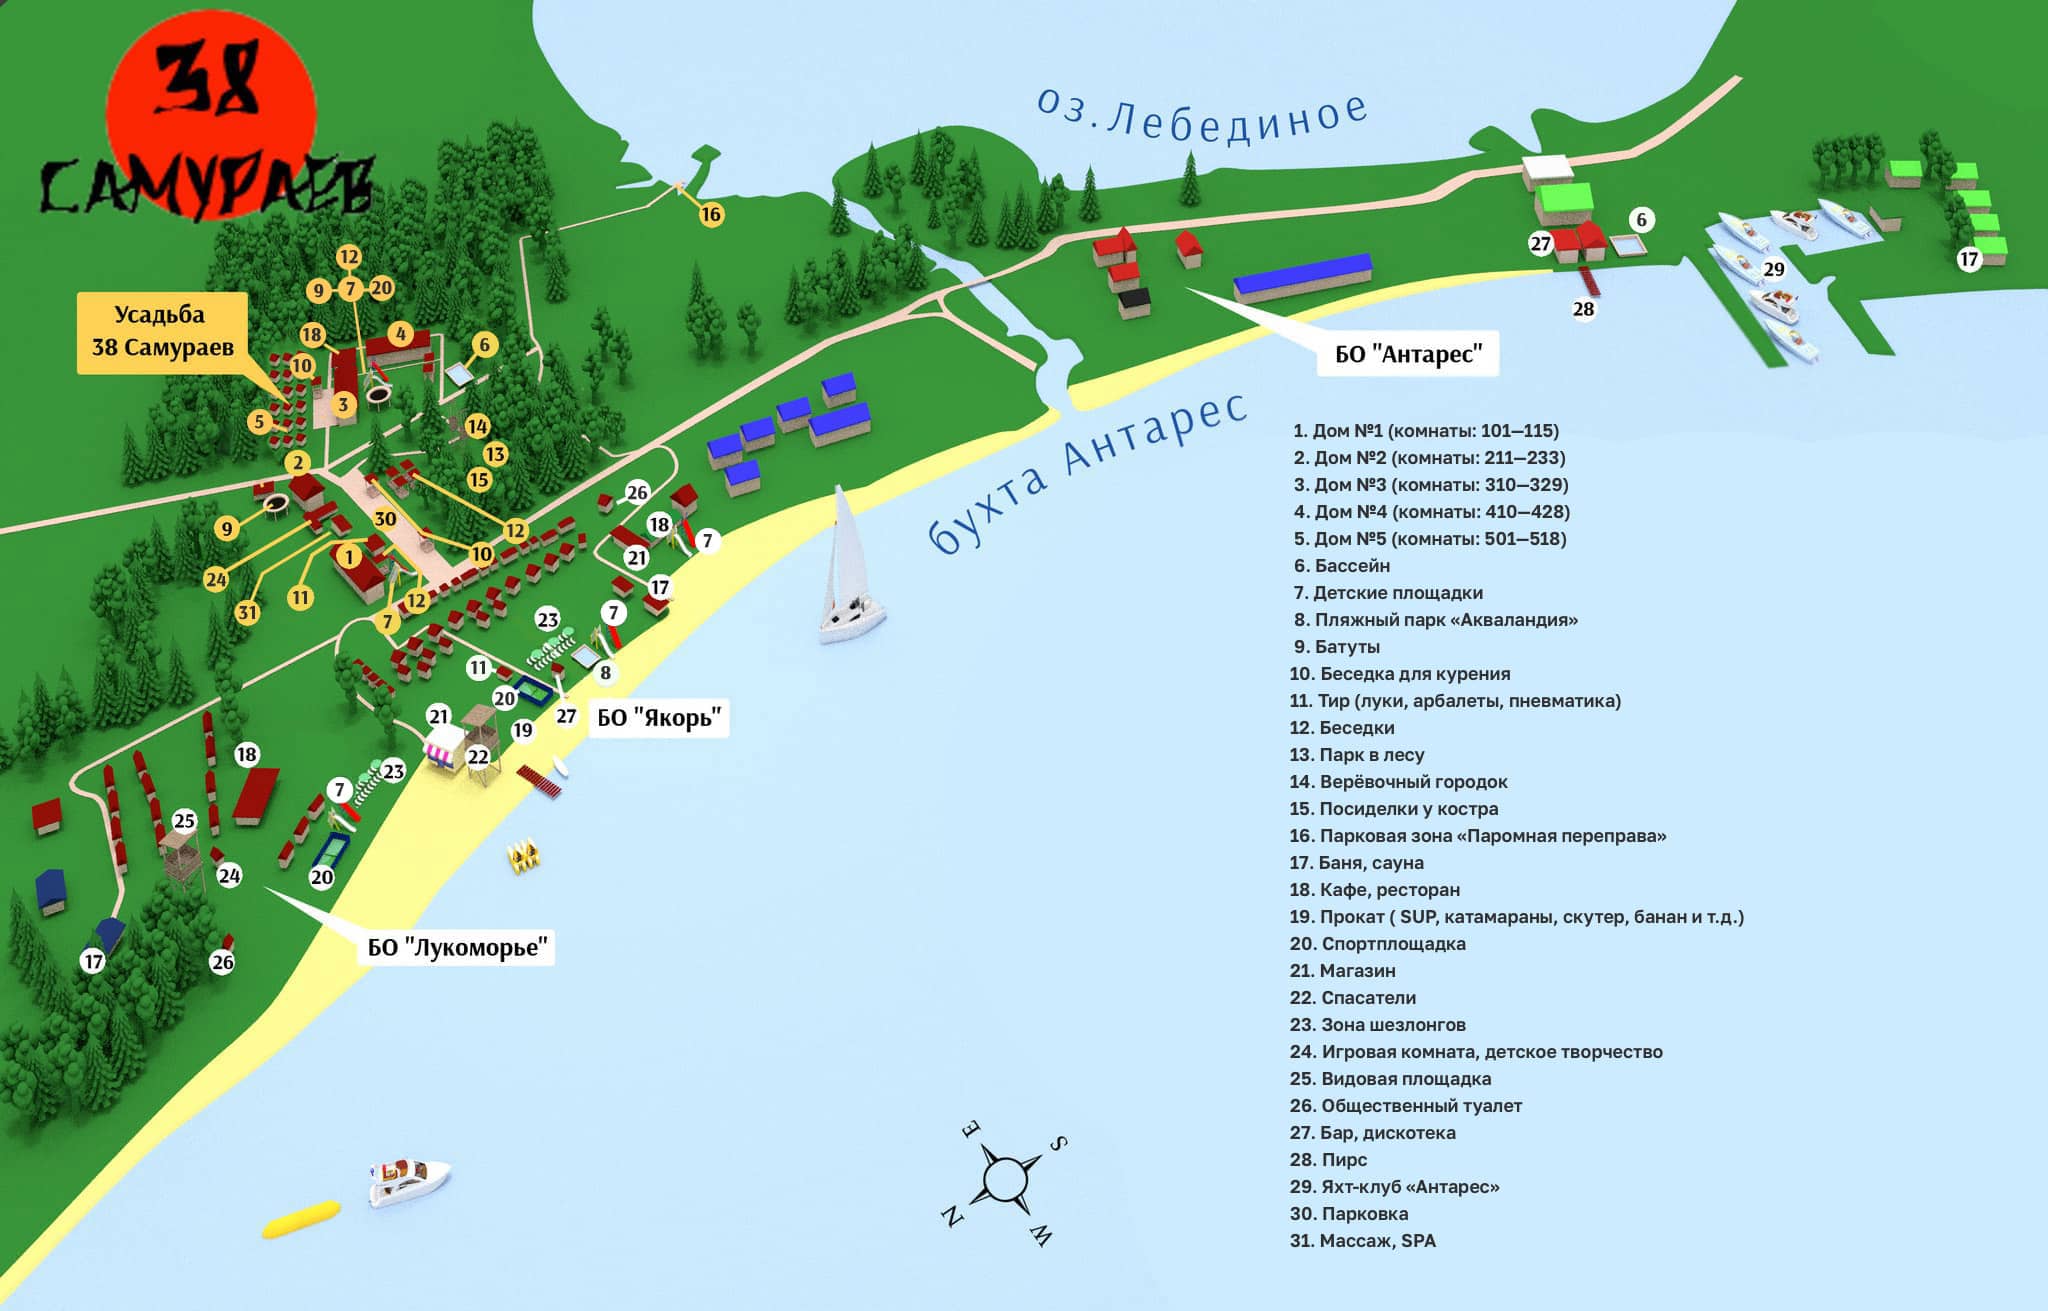 38
САМУРАЕВ
оз.Лебединое
16
6
27
28
29
17
12
9
7
20
Усадьба
38 Самураев
18
4
10
6
3
5
14
2
13
15
БО "Антарес"
бухта Антарес
9
30
12
26
18
7
21
1
10
24
31
11
12
7
17
7
23
11
8
20
27
БО "Якорь"
21
19
22
18
23
7
25
20
24
БО "Лукоморье"
17
26
1. Дом №1 (комнаты: 101—115)
2. Дом №2 (комнаты: 211—233)
3. Дом №3 (комнаты: 310—329)
4. Дом №4 (комнаты: 410—428)
5. Дом №5 (комнаты: 501—518)
6. Бассейн
7. Детские площадки
8. Пляжный парк «Акваландия»
9. Батуты
10. Беседка для курения
11. Тир (луки, арбалеты, пневматика)
12. Беседки
13. Парк в лесу
14. Верёвочный городок
15. Посиделки у костра
16. Парковая зона «Паромная переправа»
17. Баня, сауна
18. Кафе, ресторан
19. Прокат ( SUP, катамараны, скутер, банан и т.д.)
20. Спортплощадка
21. Магазин
22. Спасатели
23. Зона шезлонгов
24. Игровая комната, детское творчество
25. Видовая площадка
26. Общественный туалет
27. Бар, дискотека
28. Пирс
29. Яхт-клуб «Антарес»
30. Парковка
31. Массаж, SPA
E
S
N
W